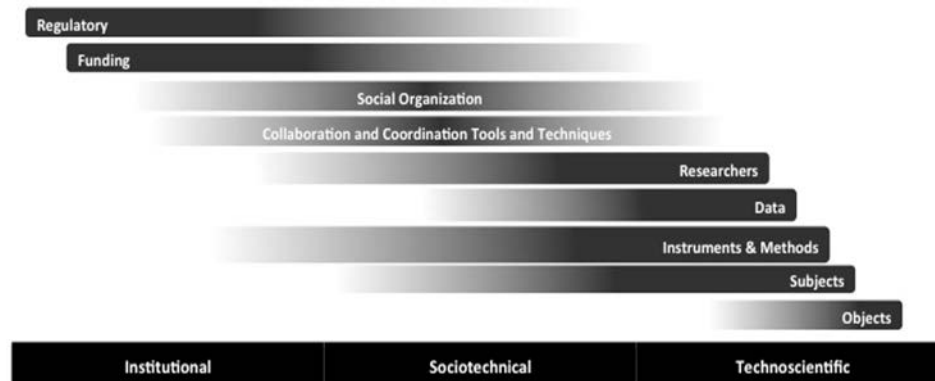 Regulatory
Funding
Social Organization
Collaboration and Coordination Tools and Techniques
Researchers
Data
Instruments & Methods
Subjects
Objects
Institutional Sociotechnical Technoscientific